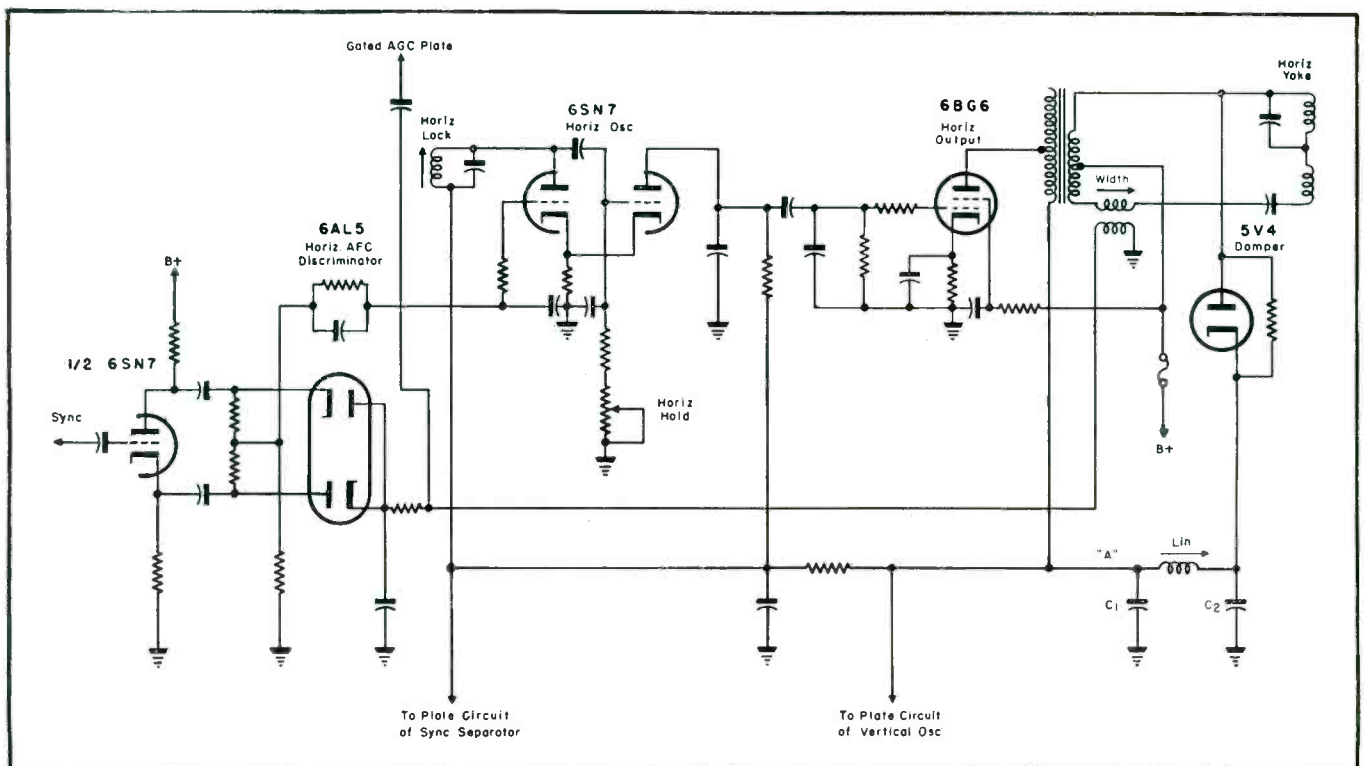 Gated AGC Plate
Horiz
Lock
6SN7
Horiz Osc
6BG6
Horiz
Output
Horiz
Yoke
Width
5V4
Damper
6AL5
Horiz. AFC
Discriminator
B+
1/2 6SN7
Sync
Horiz
Hold
B+
"A"
Lin
C1
C2
To Plate Circuit
of Sync Separator
To Plate Circuit
of Vertical Osc